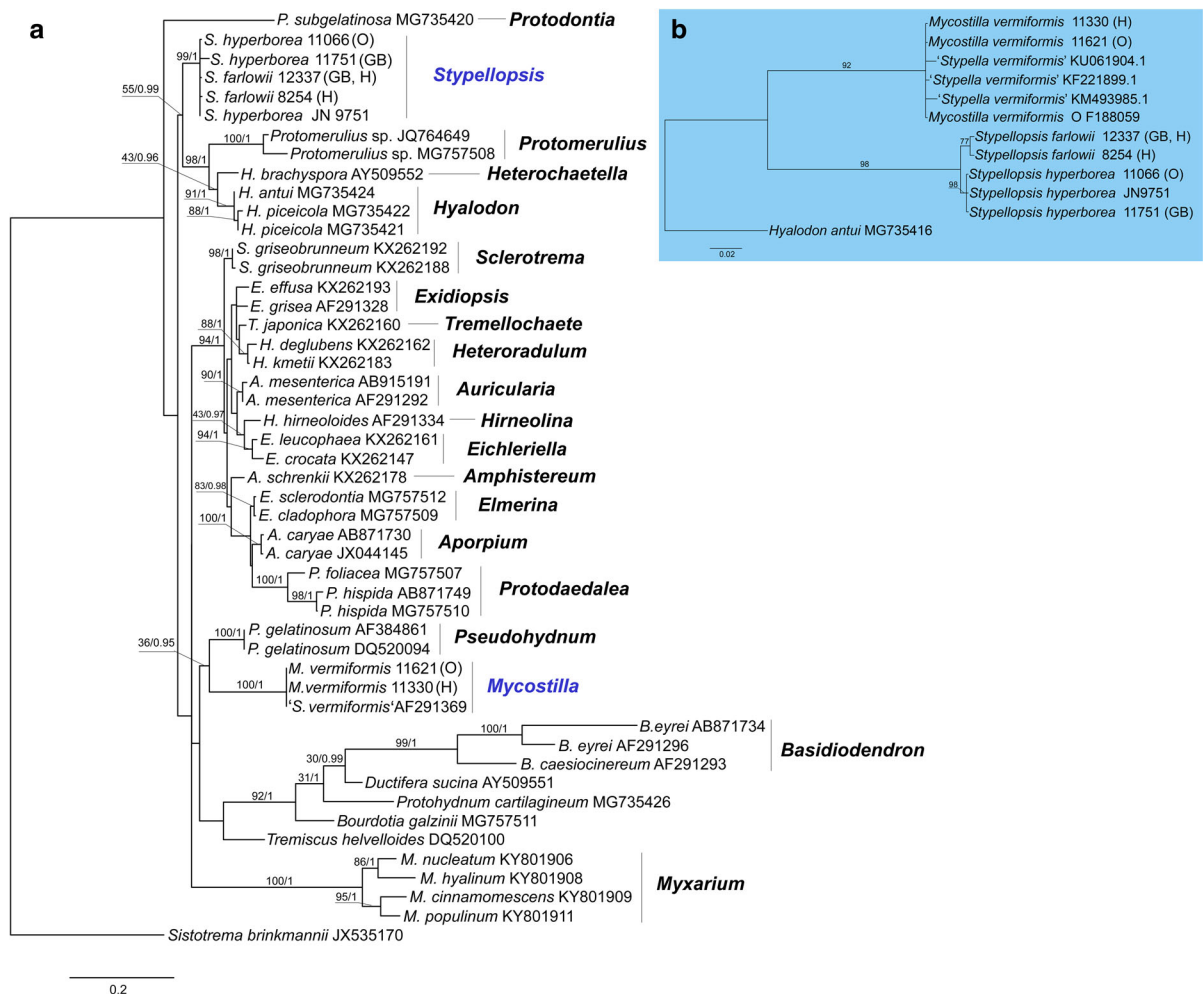 a
P. subgelatinosa MG735420
Protodontia
S. hyperborea 11066 (O)
S. hyperborea 11751 (GB)
S. farlowii 12337 (GB, H)
S. farlowii 8254 (H)
S. hyperborea JN 9751
Stypellopsis
99/1
55/0.99
Protomerulius sp. JQ764649
Protomerulius sp. MG757508
Protomerulius
100/1
98/1
43/0.96
H. brachyspora AY509552
Heterochaetella
H. antui MG735424
H. piceicola MG735422
H. piceicola MG735421
Hyalodon
91/1
88/1
S. griseobrunneum KX262192
S. griseobrunneum KX262188
Sclerotrema
98/1
E. effusa KX262193
E. grisea AF291328
Exidiopsis
T. japonica KX262160
Tremellochaete
88/1
94/1
H. deglubens KX262162
H. kmetii KX262183
Heteroradulum
90/1
A. mesenterica AB915191
A. mesenterica AF291292
Auricularia
43/0.97
H. hirneoloides AF291334
Hirneolina
94/1
E. leucophaea KX262161
E. crocata KX262147
Eichleriella
A. schrenkii KX262178
Amphistereum
83/0.98
E. sclerodontia MG757512
E. cladophora MG757509
Elmerina
100/1
A. caryae AB871730
A. caryae JX044145
Aporpium
P. foliacea MG757507
P. hispida AB871749
P. hispida MG757510
Protodaedalea
100/1
98/1
36/0.95
100/1
P. gelatinosum AF384861
P. gelatinosum DQ520094
Pseudohydnum
M. vermiformis 11621 (O)
M.vermiformis 11330 (H)
‘S. vermiformis‘AF291369
Mycostilla
100/1
B.eyrei AB871734
B. eyrei AF291296
B. caesiocinereum AF291293
Basidiodendron
100/1
99/1
30/0.99
31/1
92/1
Ductifera sucina AY509551
Protohydnum cartilagineum MG735426
Bourdotia galzinii MG757511
Tremiscus helvelloides DQ520100
M. nucleatum KY801906
M. hyalinum KY801908
M. cinnamomescens KY801909
M. populinum KY801911
Myxarium
86/1
100/1
95/1
Sistotrema brinkmannii JX535170
0.2
b
Mycostilla vermiformis 11330 (H)
Mycostilla vermiformis 11621 (O)
‘Stypella vermiformis’ KU061904.1
‘Stypella vermiformis’ KF221899.1
‘Stypella vermiformis’ KM493985.1
Mycostilla vermiformis O F188059
92
Stypellopsis farlowii 12337 (GB, H)
Stypellopsis farlowii 8254 (H)
Stypellopsis hyperborea 11066 (O)
Stypellopsis hyperborea JN9751
Stypellopsis hyperborea 11751 (GB)
77
98
98
Hyalodon antui MG735416
0.02